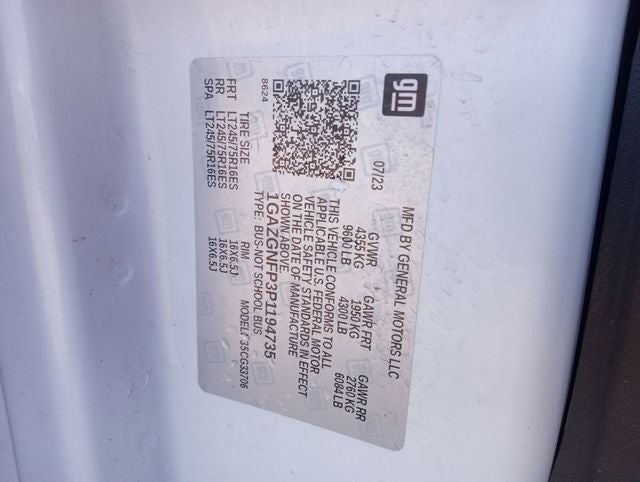 gm
MFD BY GENERAL MOTORS LLC
07/23
GVWR GAWR FRT GAWR RR
4355 KG 1950 KG 2760 KG
9600 LB 4300 LB 6084 LB
THIS VEHICLE CONFORMS TO ALL
APPLICABLE U.S. FEDERAL MOTOR
VEHICLE SAFETY STANDARDS IN EFFECT
ON THE DATE OF MANUFACTURE
SHOWN ABOVE.
1GAZGNFP3P1194735
TYPE: BUS-NOT SCHOOL BUS
8624
MODEL: 35CG33706
TIRE SIZE RIM
FRT LT245/75R16ES 16X6.5J
RR LT245/75R16ES 16X6.5J
SPA LT245/75R16ES 16X6.5J